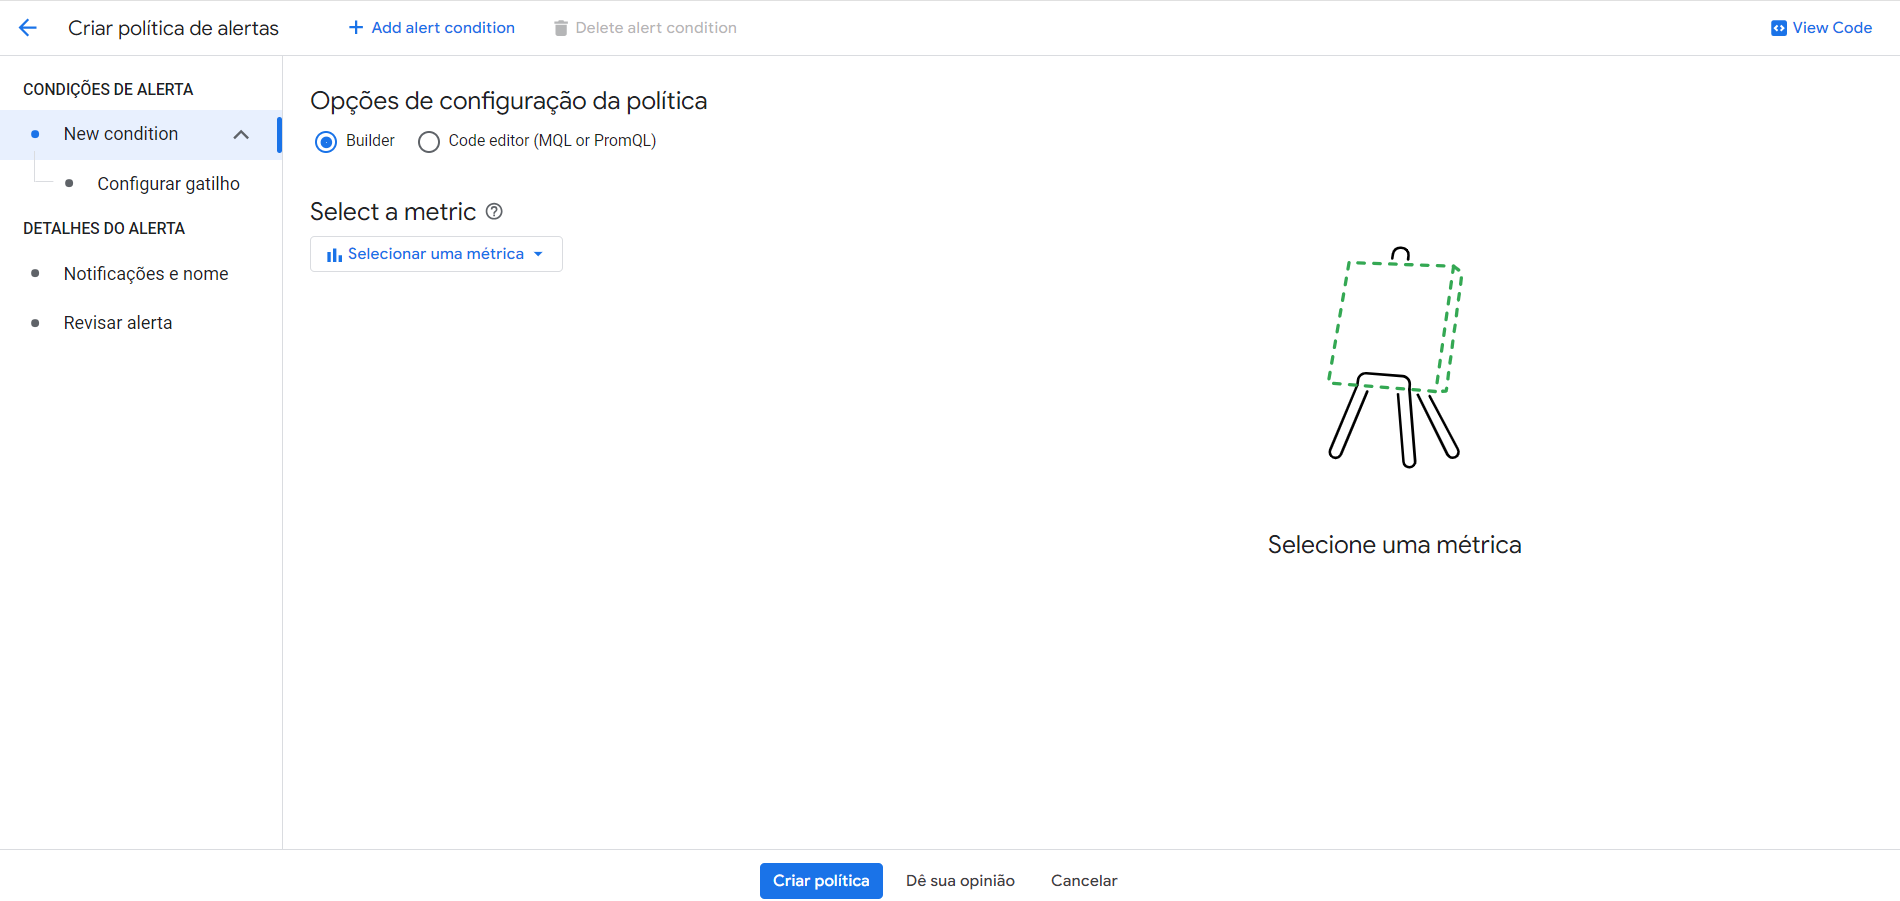 Criar política de alertas
Add alert condition
Delete alert condition
View Code
CONDIÇÕES DE ALERTA
New condition
Configurar gatilho
DETALHES DO ALERTA
Notificações e nome
Revisar alerta
Opções de configuração da política
Builder
Code editor (MQL or PromQL)
Select a metric
Selecionar uma métrica
Selecione uma métrica
Criar política
Dê sua opinião
Cancelar